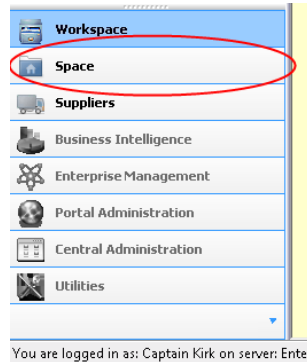 Workspace
Space
Suppliers
Business Intelligence
Enterprise Management
Portal Administration
Central Administration
Utilities
You are logged in as: Captain Kirk on server: Ente